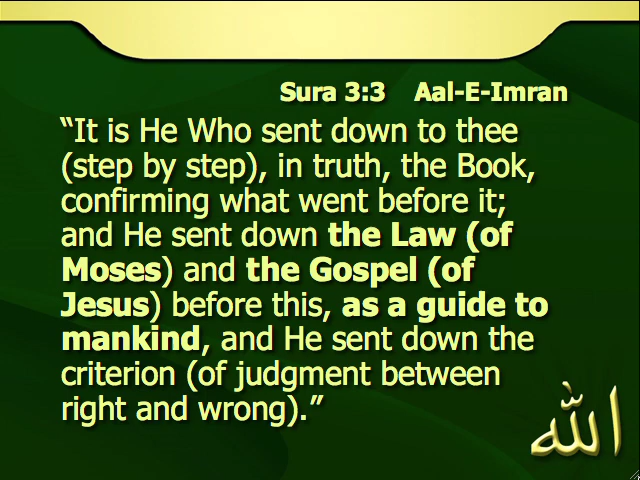 Sura 3:3 Aal-E-Imran
“It is He Who sent down to thee
(step by step), in truth, the Book,
confirming what went before it;
and He sent down the Law (of
Moses) and the Gospel (of
Jesus) before this, as a guide to
mankind, and He sent down the
criterion (of judgment between
right and wrong).”
الله